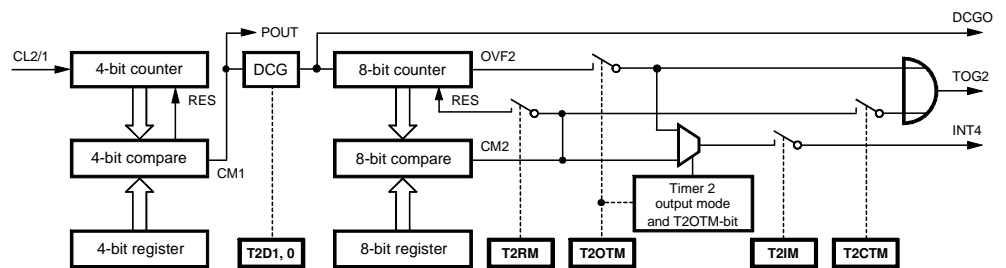 DCGO
POUT
CL2/1
4-bit counter
DCG
8-bit counter
OVF2
TOG2
RES
RES
4-bit compare
CM1
8-bit compare
CM2
INT4
Timer 2
output mode
and T2OTM-bit
4-bit register
T2D1, 0
8-bit register
T2RM
T2OTM
T2IM
T2CTM